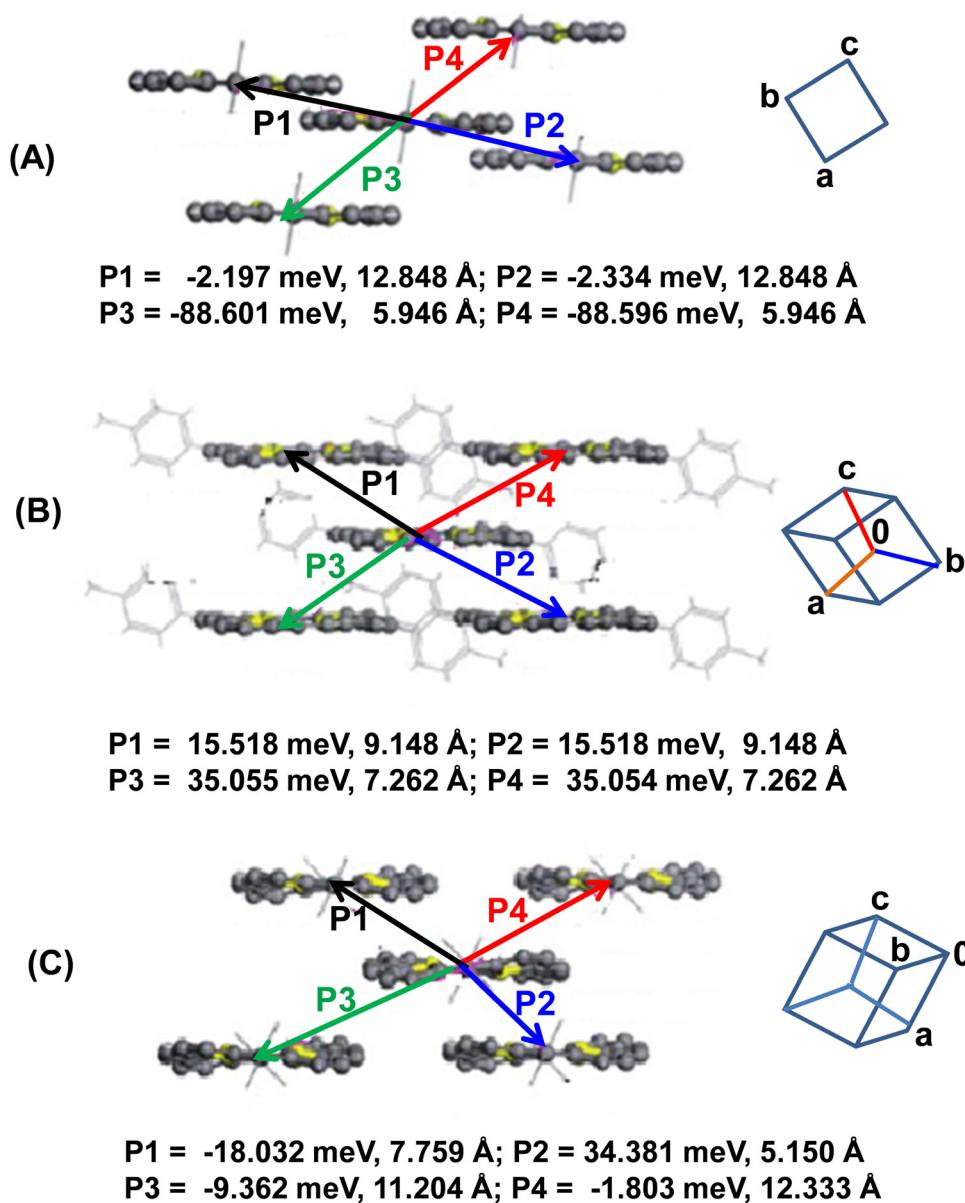 c
P4
b
P1
P2
(A)
P3
a
P1 = -2.197 meV, 12.848 Å; P2 = -2.334 meV, 12.848 Å
P3 = -88.601 meV, 5.946 Å; P4 = -88.596 meV, 5.946 Å
c
P1
P4
(B)
0
P3
P2
b
a
P1 = 15.518 meV, 9.148 Å; P2 = 15.518 meV, 9.148 Å
P3 = 35.055 meV, 7.262 Å; P4 = 35.054 meV, 7.262 Å
c
P1
P4
b
0
(C)
P3
P2
a
P1 = -18.032 meV, 7.759 Å; P2 = 34.381 meV, 5.150 Å
P3 = -9.362 meV, 11.204 Å; P4 = -1.803 meV, 12.333 Å